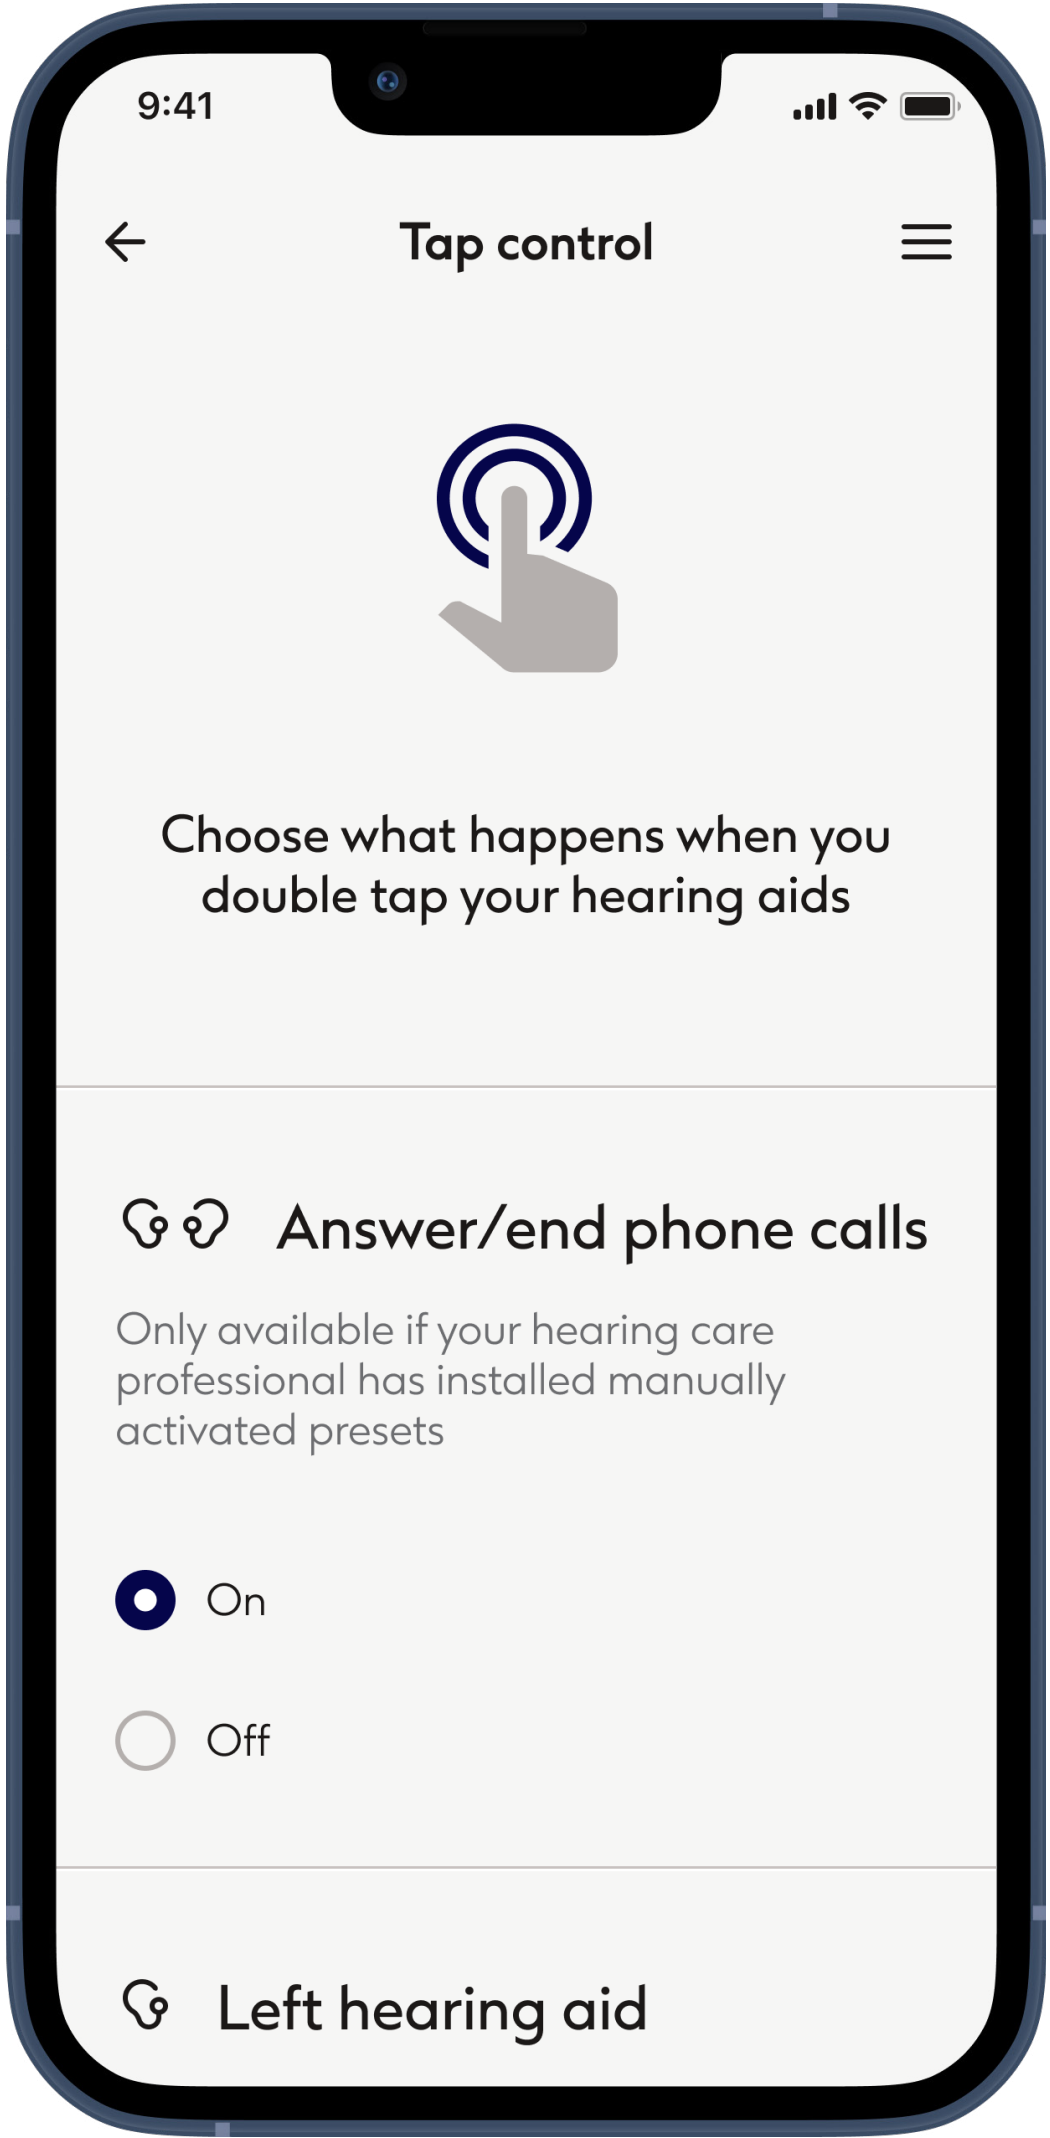 9:41
Tap control
Choose what happens when you
double tap your hearing aids
Answer/end phone calls
Only available if your hearing care
professional has installed manually
activated presets
On
Off
Left hearing aid